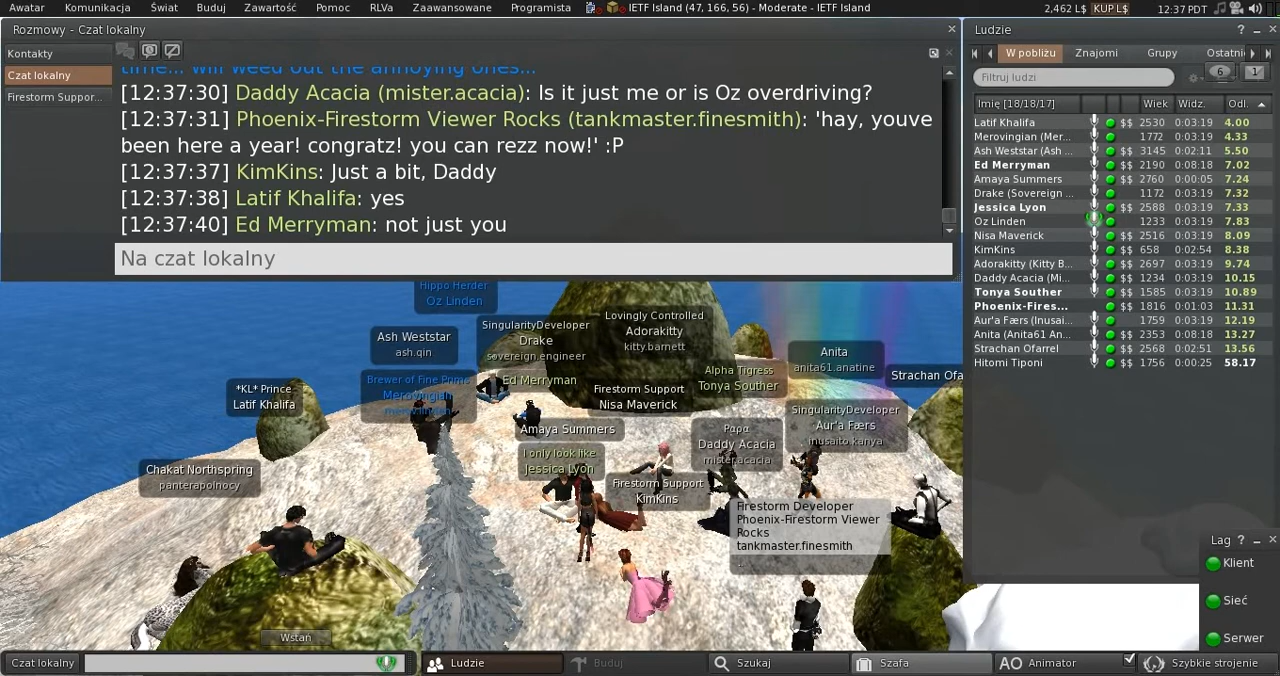 Awatar Komunikacja Świat Buduj Zawartość Pomoc RLVa Zaawansowane Programista IETF Island (47, 166, 56) - Moderate - IETF Island 2,462 L$ KUP L$ 12:37 PDT
Rozmowy - Czat lokalny
Kontakty
Czat lokalny
Firestorm Suppor...
time... will weed out the annoying ones...
[12:37:30] Daddy Acacia (mister.acacia): Is it just me or is Oz overdriving?
[12:37:31] Phoenix-Firestorm Viewer Rocks (tankmaster.finesmith): 'hay, youve
been here a year! congratz! you can rezz now!' :P
[12:37:37] KimKins: Just a bit, Daddy
[12:37:38] Latif Khalifa: yes
[12:37:40] Ed Merryman: not just you
Na czat lokalny
Ludzie
W pobliżu Znajomi Grupy Ostatni
Filtruj ludzi 6 1
Imię [18/18/17] Wiek Widz. Odl.
Latif Khalifa $$ 2530 0:03:19 4.00
Merovingian (Mer... 1772 0:03:19 4.33
Ash Weststar (Ash ... $$ 3145 0:02:11 5.50
Ed Merryman $$ 2190 0:08:18 7.02
Amaya Summers $$ 2760 0:00:05 7.24
Drake (Sovereign ... 1172 0:03:19 7.32
Jessica Lyon $$ 2588 0:03:19 7.33
Oz Linden 1233 0:03:19 7.83
Nisa Maverick $$ 2516 0:03:19 8.09
KimKins $$ 658 0:02:54 8.38
Adorakitty (Kitty B... $$ 2697 0:03:19 9.74
Daddy Acacia (Mi... $$ 1234 0:03:19 10.15
Tonya Souther $$ 1585 0:03:19 10.89
Phoenix-Fires... $$ 1816 0:01:03 11.31
Aur'a Færs (Inusai... 1759 0:03:19 12.19
Anita (Anita61 An... $$ 2353 0:08:18 13.27
Strachan Ofarrel $$ 2568 0:02:51 13.56
Hitomi Tiponi $$ 1756 0:00:25 58.17
Hippo Herder
Oz Linden
Ash Weststar
ash.qin
SingularityDeveloper
Drake
sovereign.engineer
Lovingly Controlled
Adorakitty
kitty.barnett
Anita
anita61.anatine
Strachan Ofa
*KL* Prince
Latif Khalifa
Brewer of Fine Prims
Merovingian
Ed Merryman
Firestorm Support
Nisa Maverick
Alpha Tigress
Tonya Souther
SingularityDeveloper
Aur'a Færs
inusaito.kanya
Amaya Summers
Papa
Daddy Acacia
mister.acacia
I only look like
Jessica Lyon
Chakat Northspring
panterapolnocy
Firestorm Support
KimKins
Firestorm Developer
Phoenix-Firestorm Viewer
Rocks
tankmaster.finesmith
Lag
Klient
Sieć
Serwer
Wstań
Czat lokalny Ludzie Buduj Szukaj Szafa AO Animator Szybkie strojenie